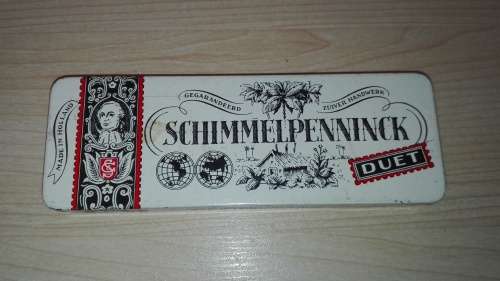 MADE IN HOLLAND
GEGARANDEERD
ZUIVER HANDWERK
SCHIMMELPENNINCK
DUET